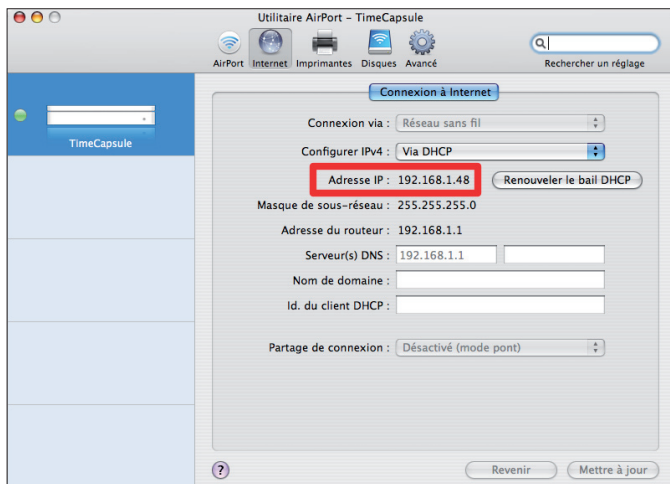 Utilitaire AirPort – TimeCapsule
AirPort Internet Imprimantes Disques Avancé
Rechercher un réglage
TimeCapsule
Connexion à Internet
Connexion via : Réseau sans fil
Configurer IPv4 : Via DHCP
Adresse IP : 192.168.1.48 Renouveler le bail DHCP
Masque de sous-réseau : 255.255.255.0
Adresse du routeur : 192.168.1.1
Serveur(s) DNS : 192.168.1.1
Nom de domaine :
Id. du client DHCP :
Partage de connexion : Désactivé (mode pont)
? Revenir Mettre à jour